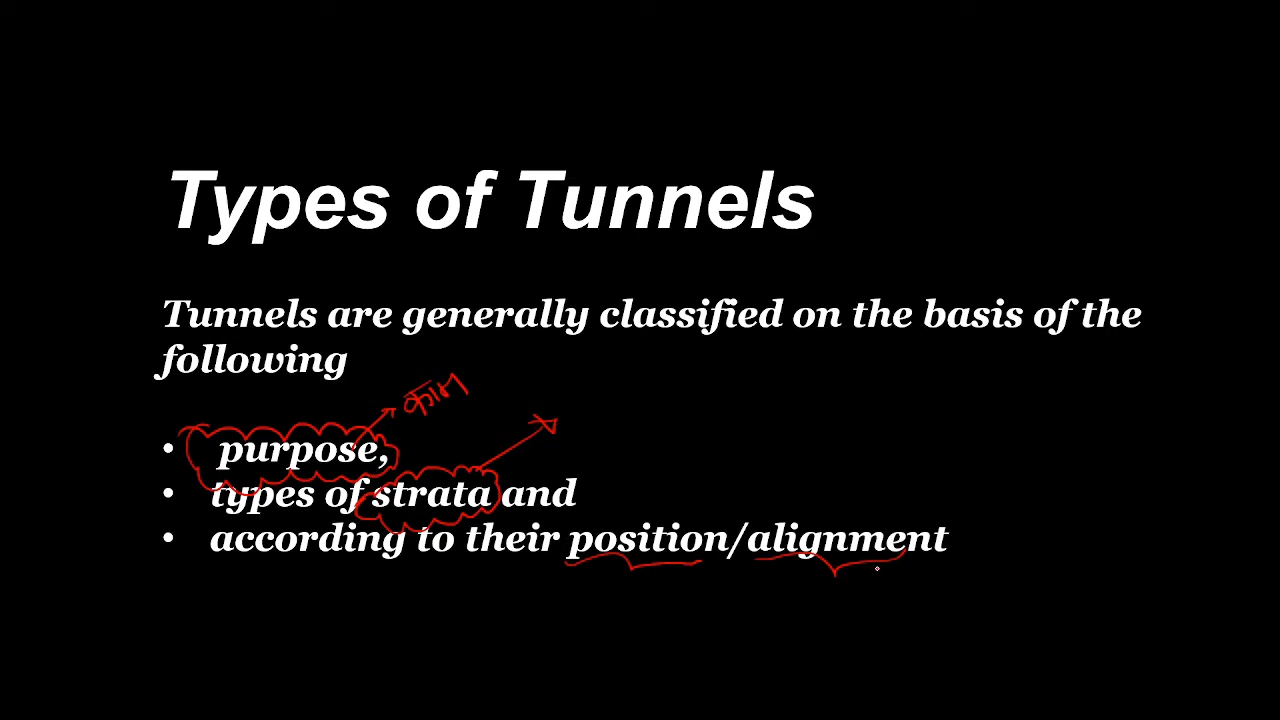 Types of Tunnels
Tunnels are generally classified on the basis of the
following
काम
• purpose,
• types of strata and
• according to their position/alignment